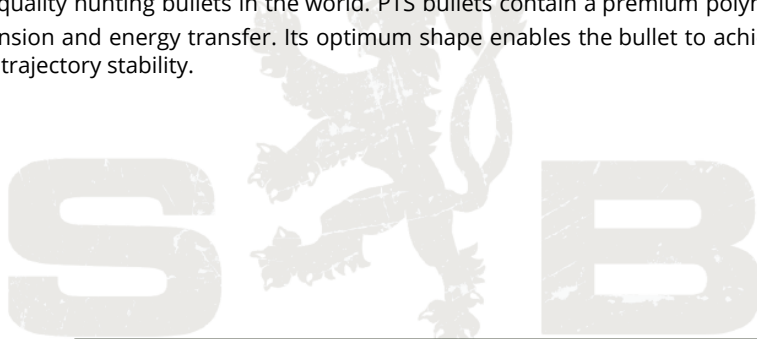 quality hunting bullets in the world. PTS bullets contain a premium
nsion and energy transfer. Its optimum shape enables the bullet to
trajectory stability.
S B